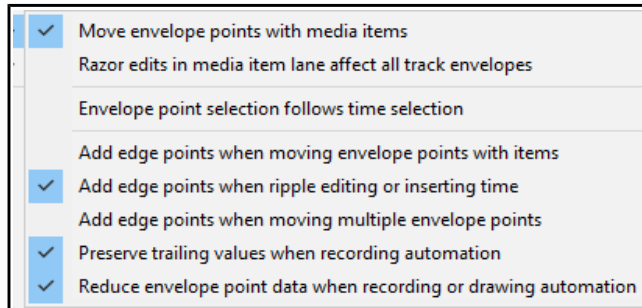 Move envelope points with media items
Razor edits in media item lane affect all track envelopes
Envelope point selection follows time selection
Add edge points when moving envelope points with items
Add edge points when ripple editing or inserting time
Add edge points when moving multiple envelope points
Preserve trailing values when recording automation
Reduce envelope point data when recording or drawing automation